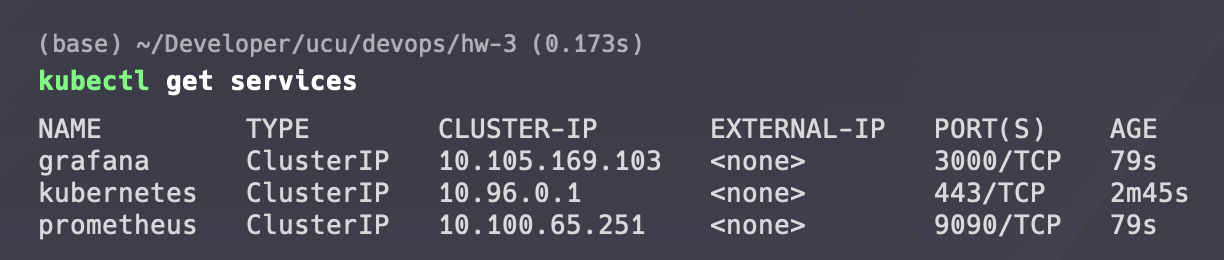 (base) ~/Developer/ucu/devops/hw-3 (0.173s)
kubectl get services
NAME TYPE CLUSTER-IP EXTERNAL-IP PORT(S) AGE
grafana ClusterIP 10.105.169.103 <none> 3000/TCP 79s
kubernetes ClusterIP 10.96.0.1 <none> 443/TCP 2m45s
prometheus ClusterIP 10.100.65.251 <none> 9090/TCP 79s